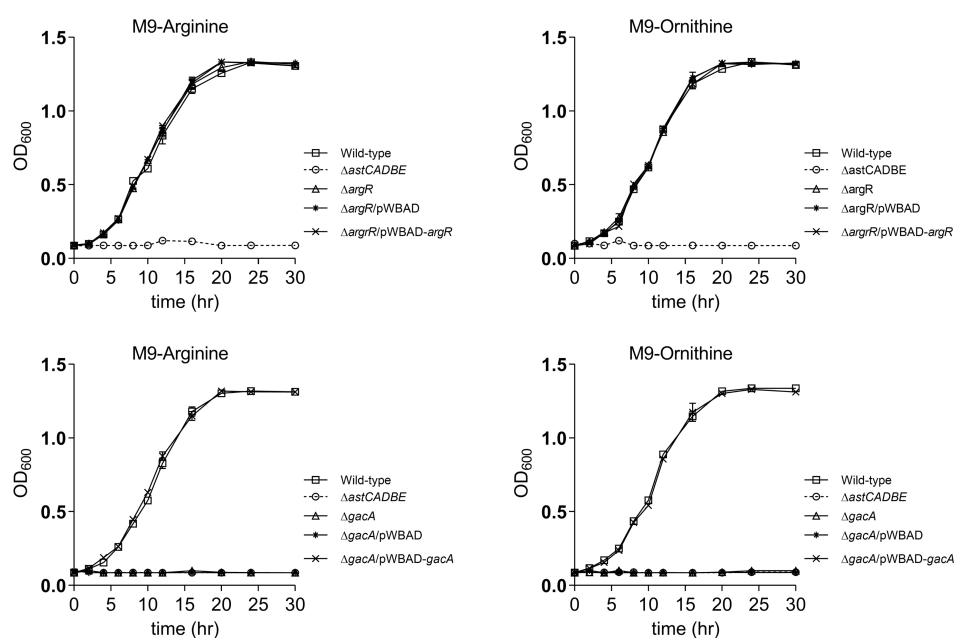 M9-Arginine
1.5
1.0
0.5
0.0
OD600
0 5 10 15 20 25 30
time (hr)
Wild-type
ΔastCADBE
ΔargR
ΔargR/pWBAD
ΔargrR/pWBAD-argR
M9-Ornithine
1.5
1.0
0.5
0.0
OD600
0 5 10 15 20 25 30
time (hr)
Wild-type
ΔastCADBE
ΔargR
ΔargR/pWBAD
ΔargrR/pWBAD-argR
M9-Arginine
1.5
1.0
0.5
0.0
OD600
0 5 10 15 20 25 30
time (hr)
Wild-type
ΔastCADBE
ΔgacA
ΔgacA/pWBAD
ΔgacA/pWBAD-gacA
M9-Ornithine
1.5
1.0
0.5
0.0
OD600
0 5 10 15 20 25 30
time (hr)
Wild-type
ΔastCADBE
ΔgacA
ΔgacA/pWBAD
ΔgacA/pWBAD-gacA